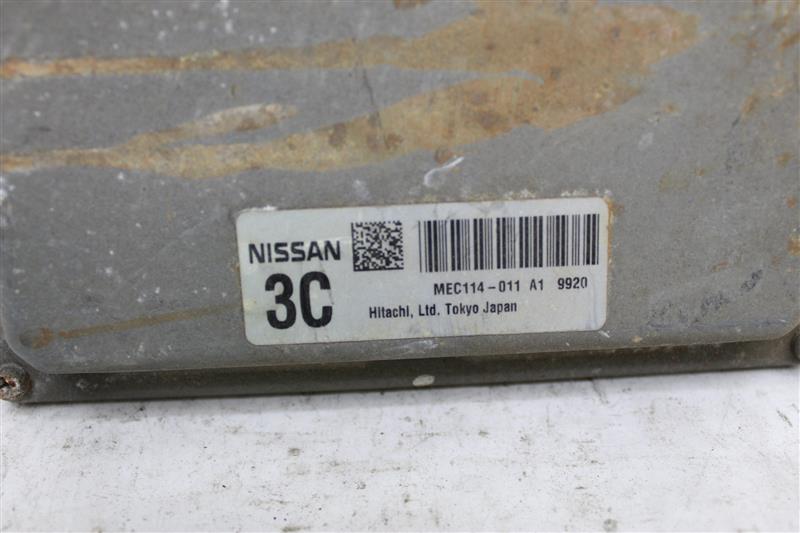 NISSAN
3C
MEC114-011 A1 9920
Hitachi, Ltd. Tokyo Japan